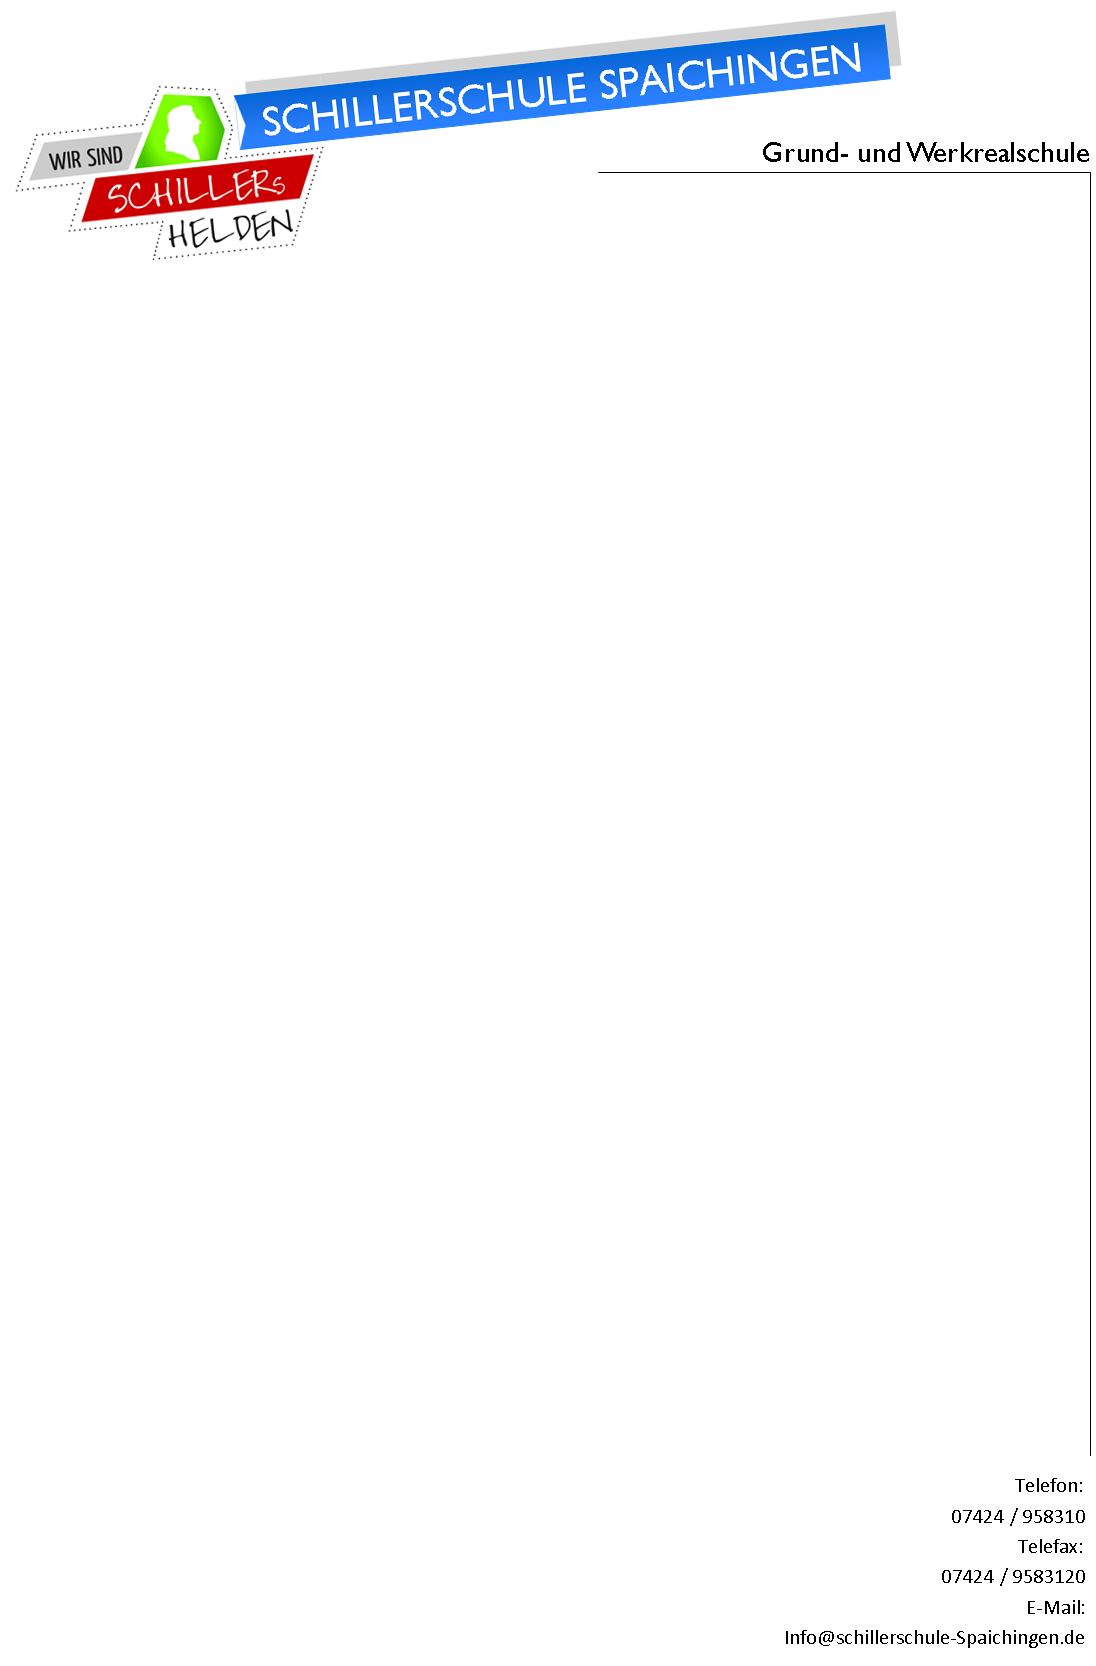 SCHILLERSCHULE SPAICHINGEN
Grund- und Werkrealschule
WIR SIND
SCHILLERs
HELDEN
Telefon:
07424 / 958310
Telefax:
07424 / 9583120
E-Mail:
Info@schillerschule-Spaichingen.de